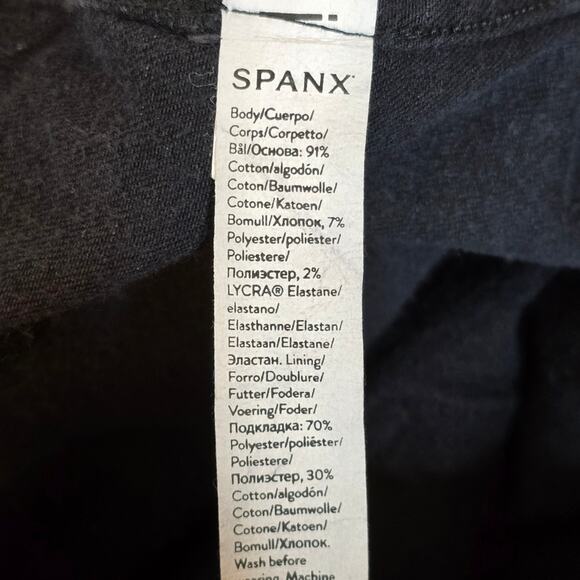 SPANX
Body/Cuerpo/
Corps/Corpetto/
Bål/Основа: 91%
Cotton/algodón/
Coton/Baumwolle/
Cotone/Katoen/
Bomull/Хлопок, 7%
Polyester/poliéster/
Poliestere/
Полиэстер, 2%
LYCRA® Elastane/
elastano/
Elasthanne/Elastan/
Elastaan/Elastane/
Эластан. Lining/
Forro/Doublure/
Futter/Fodera/
Voering/Foder/
Подкладка: 70%
Polyester/poliéster/
Poliestere/
Полиэстер, 30%
Cotton/algodón/
Coton/Baumwolle/
Cotone/Katoen/
Bomull/Хлопок.
Wash before
wearing. Machine